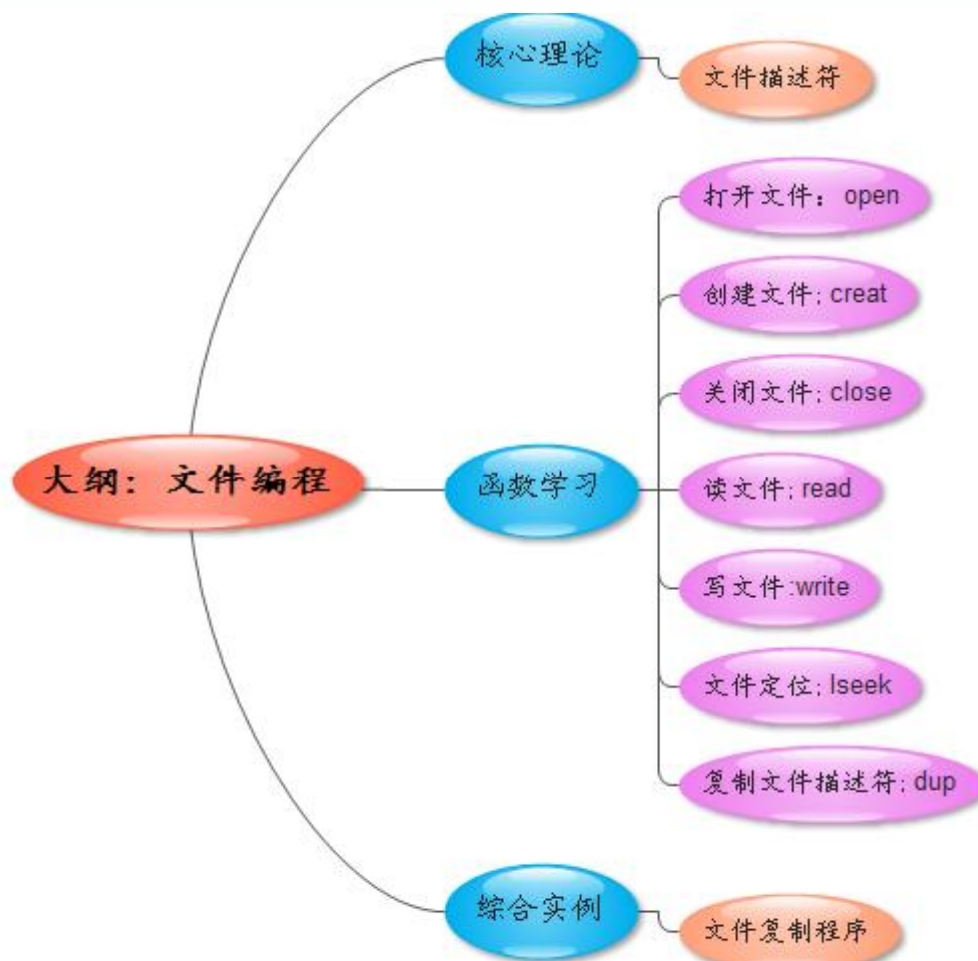 核心理论
文件描述符
打开文件：open
创建文件; creat
关闭文件; close
大纲：文件编程
函数学习
读文件; read
写文件:write
文件定位; lseek
复制文件描述符; dup
综合实例
文件复制程序